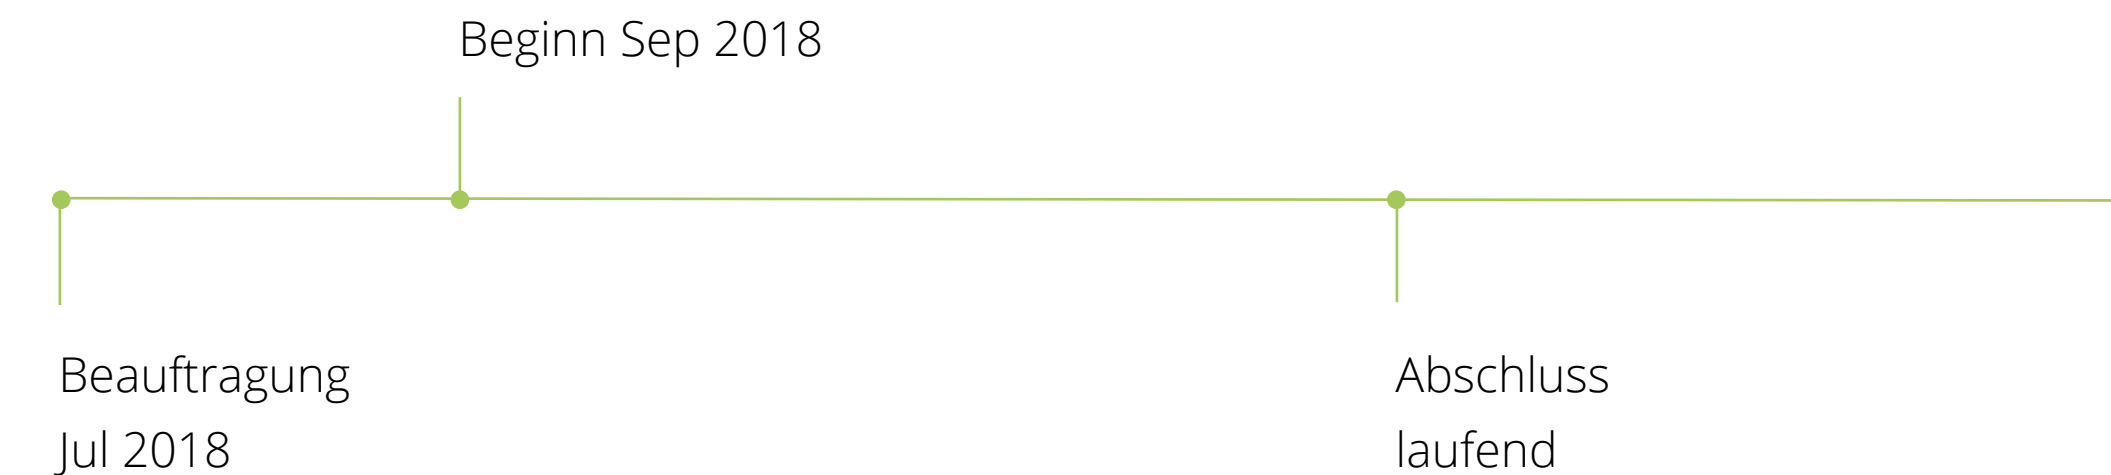 Beginn Sep 2018
Beauftragung
Jul 2018
Abschluss
laufend